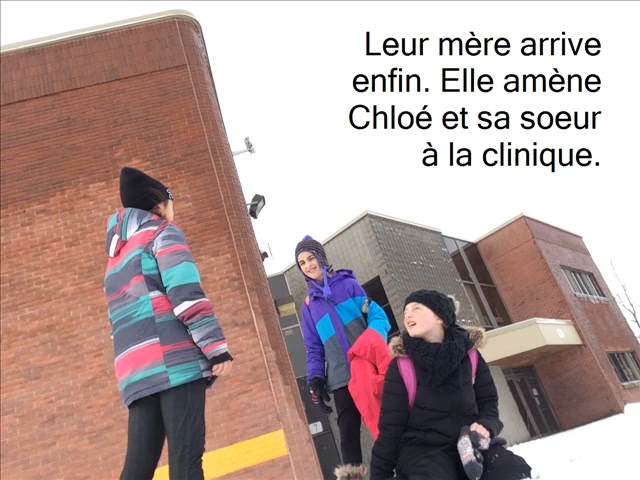 Leur mère arrive
enfin. Elle amène
Chloé et sa soeur
à la clinique.